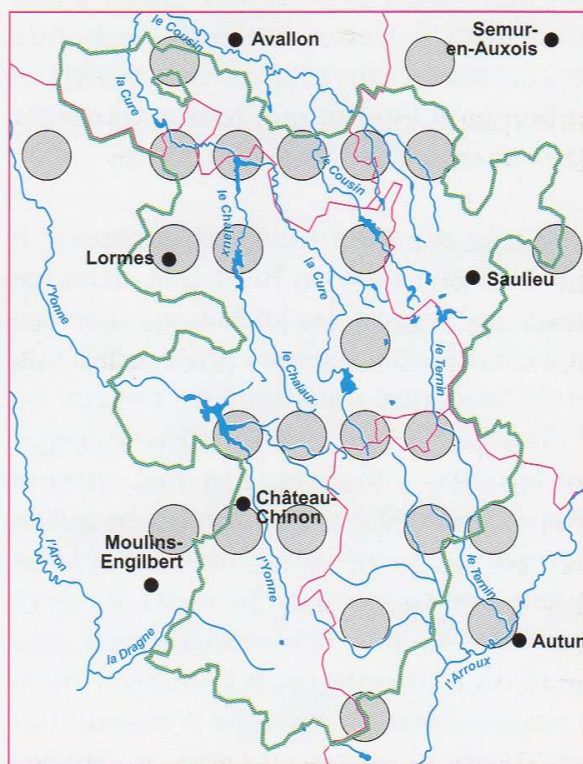 le Cousin
Avallon
Semur-
en-Auxois
la Cure
le Cousin
le Chalaux
Lormes
la Cure
Saulieu
l'Yonne
le Chalaux
le Ternin
Château-
Chinon
Moulins-
Engilbert
l'Aron
l'Yonne
le Ternin
la Dragne
Autun
l'Arroux